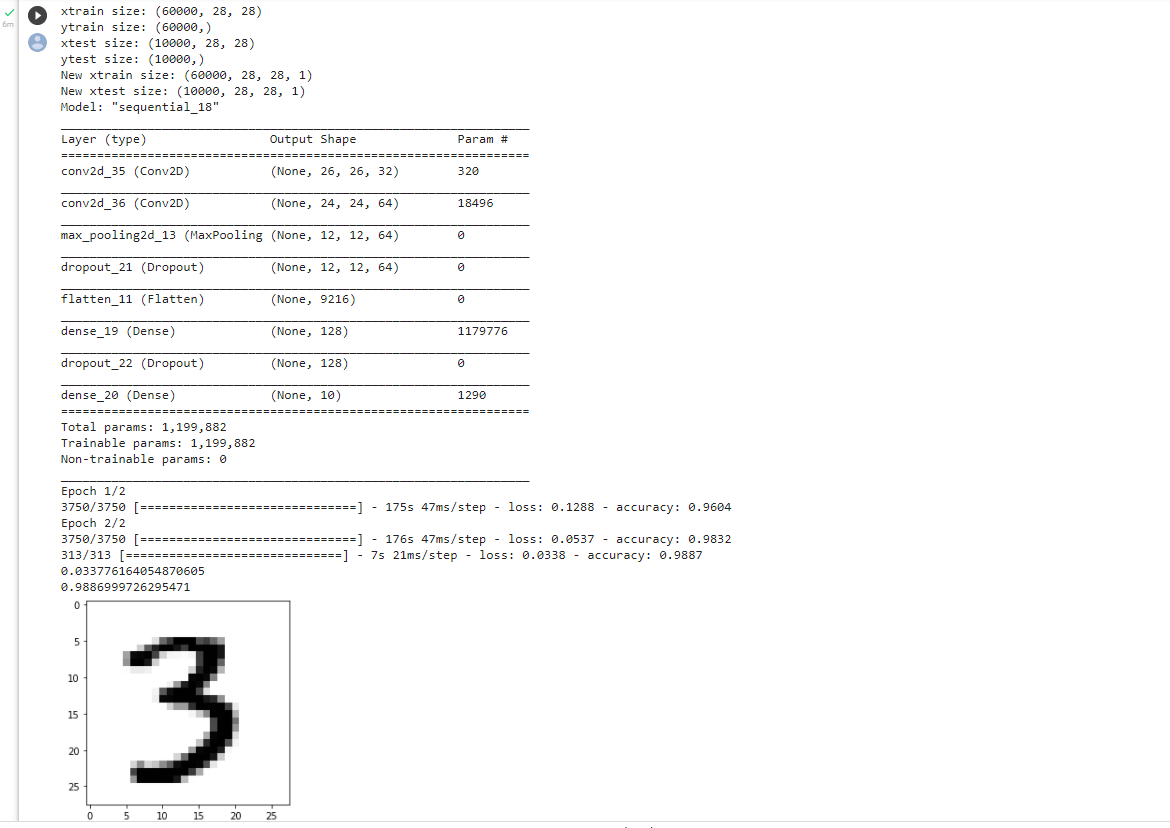 6m
xtrain size: (60000, 28, 28)
ytrain size: (60000,)
xtest size: (10000, 28, 28)
ytest size: (10000,)
New xtrain size: (60000, 28, 28, 1)
New xtest size: (10000, 28, 28, 1)
Model: "sequential_18"
_________________________________________________________________
Layer (type)                 Output Shape              Param #
=================================================================
conv2d_35 (Conv2D)           (None, 26, 26, 32)        320
_________________________________________________________________
conv2d_36 (Conv2D)           (None, 24, 24, 64)        18496
_________________________________________________________________
max_pooling2d_13 (MaxPooling (None, 12, 12, 64)        0
_________________________________________________________________
dropout_21 (Dropout)         (None, 12, 12, 64)        0
_________________________________________________________________
flatten_11 (Flatten)         (None, 9216)              0
_________________________________________________________________
dense_19 (Dense)             (None, 128)               1179776
_________________________________________________________________
dropout_22 (Dropout)         (None, 128)               0
_________________________________________________________________
dense_20 (Dense)             (None, 10)                1290
=================================================================
Total params: 1,199,882
Trainable params: 1,199,882
Non-trainable params: 0
_________________________________________________________________
Epoch 1/2
3750/3750 [==============================] - 175s 47ms/step - loss: 0.1288 - accuracy: 0.9604
Epoch 2/2
3750/3750 [==============================] - 176s 47ms/step - loss: 0.0537 - accuracy: 0.9832
313/313 [==============================] - 7s 21ms/step - loss: 0.0338 - accuracy: 0.9887
0.033776164054870605
0.9886999726295471
0
5
10
15
20
25
3
0 5 10 15 20 25